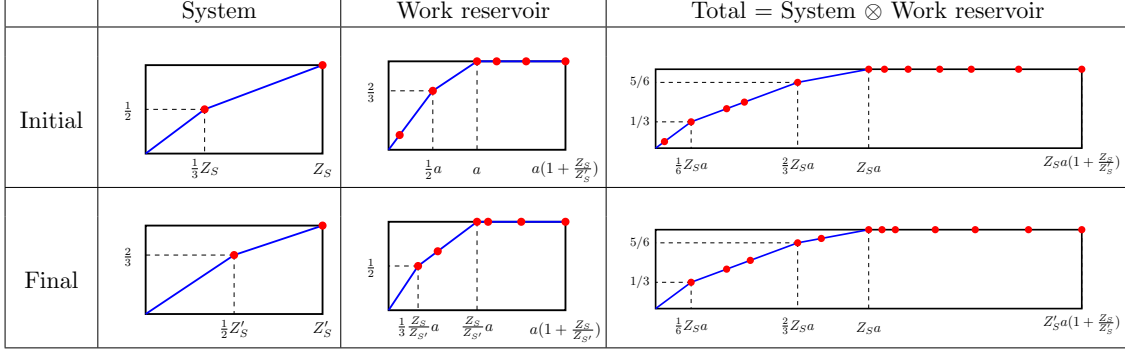 System Work reservoir Total = System ⊗ Work reservoir
Initial
1/2
1/3 Z_S Z_S
2/3
1/2 a a a(1 + Z_S/Z'_S)
5/6
1/3
1/6 Z_S a 2/3 Z_S a Z_S a Z_S a(1 + Z_S/Z'_S)
Final
2/3
1/2 Z'_S Z'_S
1/2
1/3 Z_S/Z_{S'} a Z_S/Z_{S'} a a(1 + Z_S/Z_{S'})
5/6
1/3
1/6 Z_S a 2/3 Z_S a Z_S a Z'_S a(1 + Z_S/Z'_S)